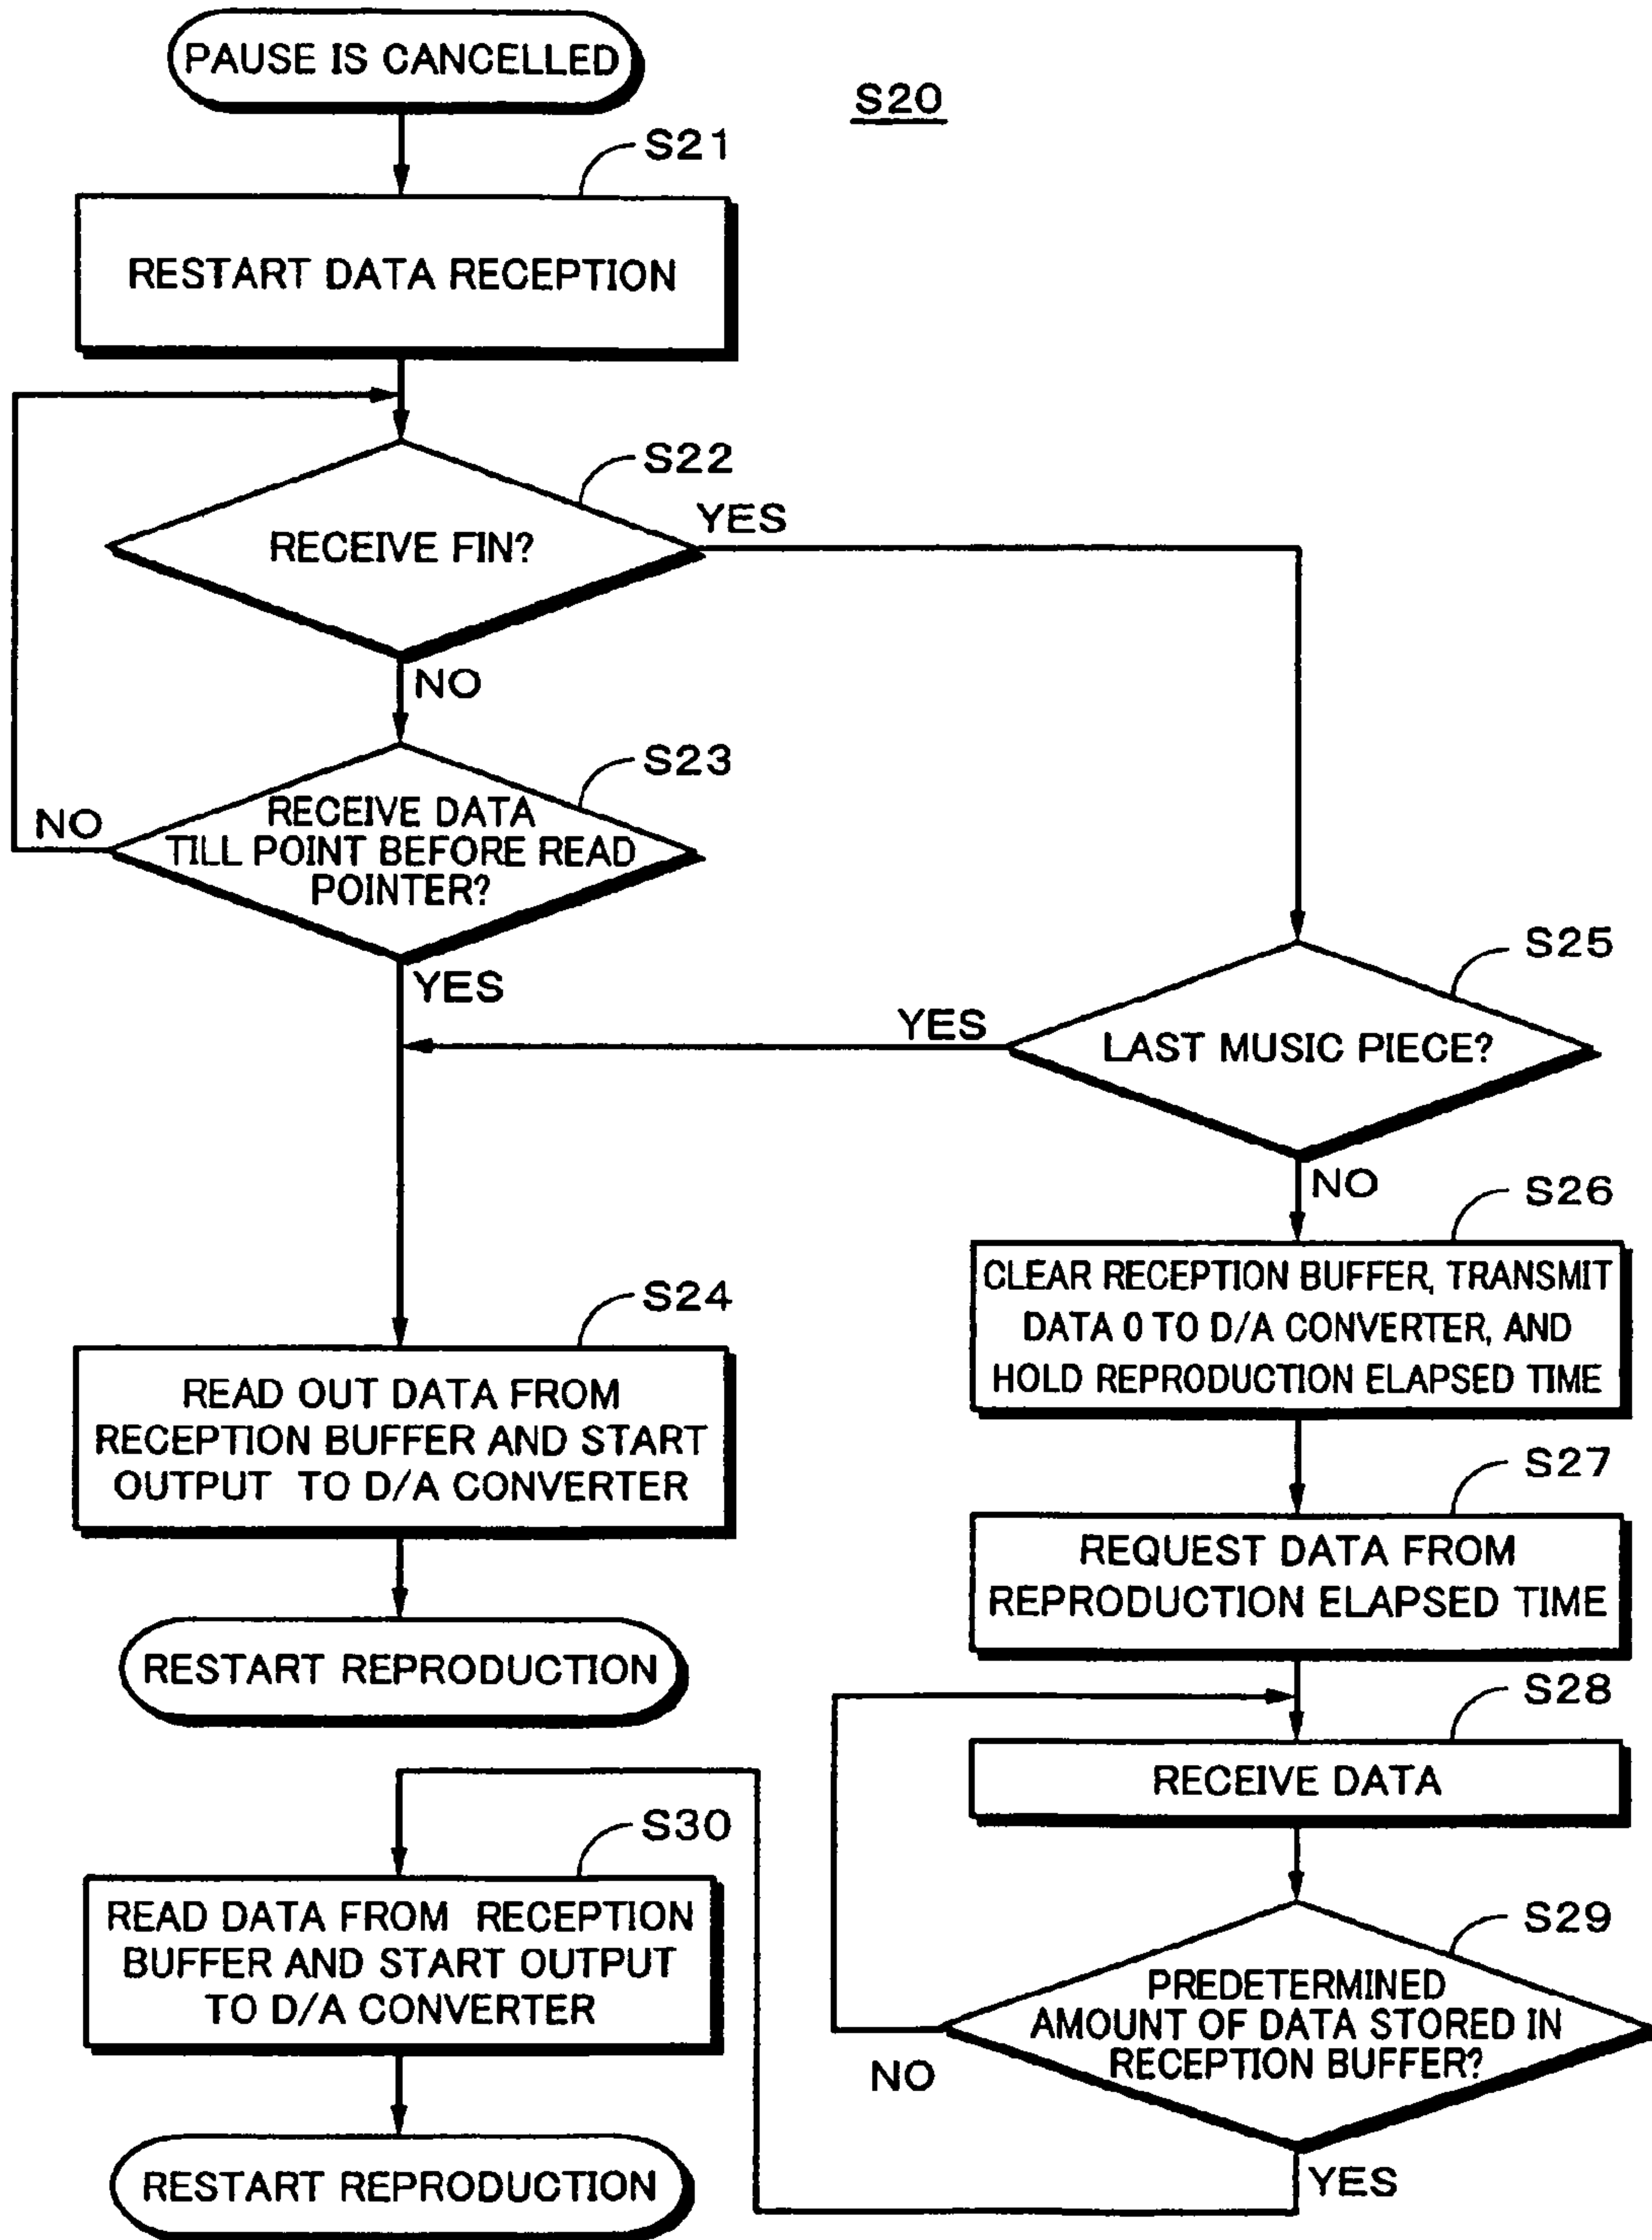 PAUSE IS CANCELLED
S20
S21
RESTART DATA RECEPTION
S22
RECEIVE FIN?
YES
NO
S23
RECEIVE DATA
TILL POINT BEFORE READ
POINTER?
NO
YES
S25
LAST MUSIC PIECE?
YES
NO
S26
CLEAR RECEPTION BUFFER, TRANSMIT
DATA 0 TO D/A CONVERTER, AND
HOLD REPRODUCTION ELAPSED TIME
S24
READ OUT DATA FROM
RECEPTION BUFFER AND START
OUTPUT TO D/A CONVERTER
RESTART REPRODUCTION
S27
REQUEST DATA FROM
REPRODUCTION ELAPSED TIME
S28
RECEIVE DATA
S29
PREDETERMINED
AMOUNT OF DATA STORED IN
RECEPTION BUFFER?
NO
YES
S30
READ DATA FROM RECEPTION
BUFFER AND START OUTPUT
TO D/A CONVERTER
RESTART REPRODUCTION